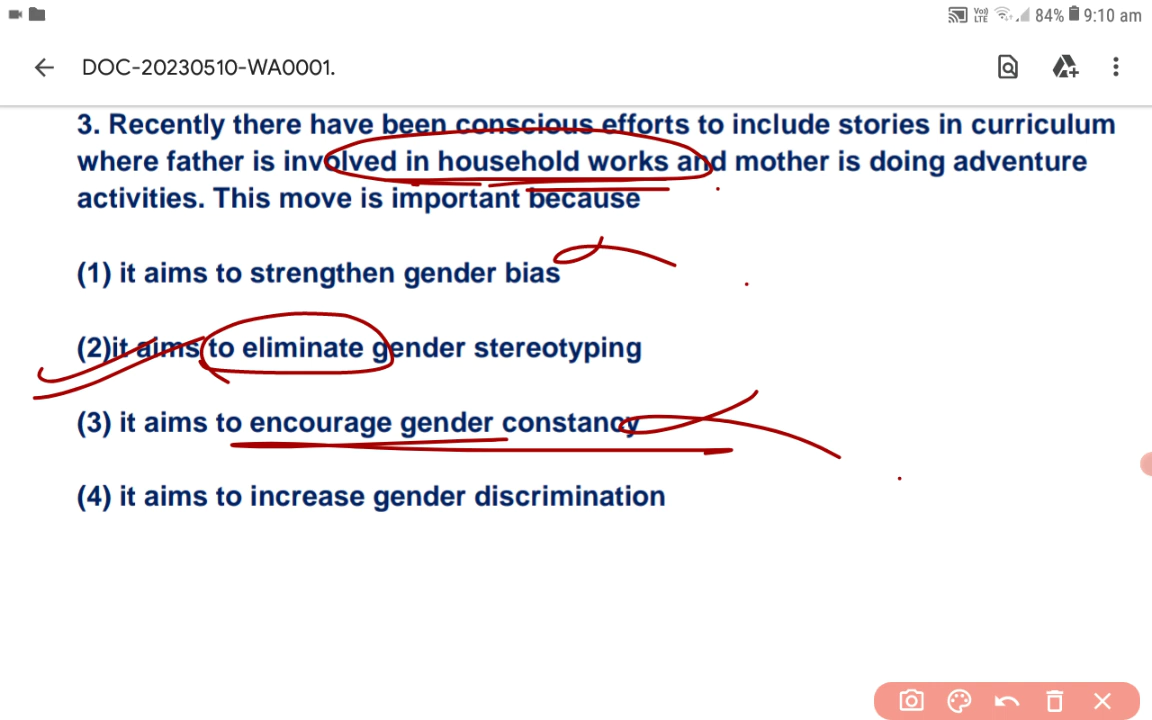 Vo) 84% 9:10 am
LTE
DOC-20230510-WA0001.
3. Recently there have been conscious efforts to include stories in curriculum
where father is involved in household works and mother is doing adventure
activities. This move is important because
(1) it aims to strengthen gender bias
(2)it aims to eliminate gender stereotyping
(3) it aims to encourage gender constancy
(4) it aims to increase gender discrimination